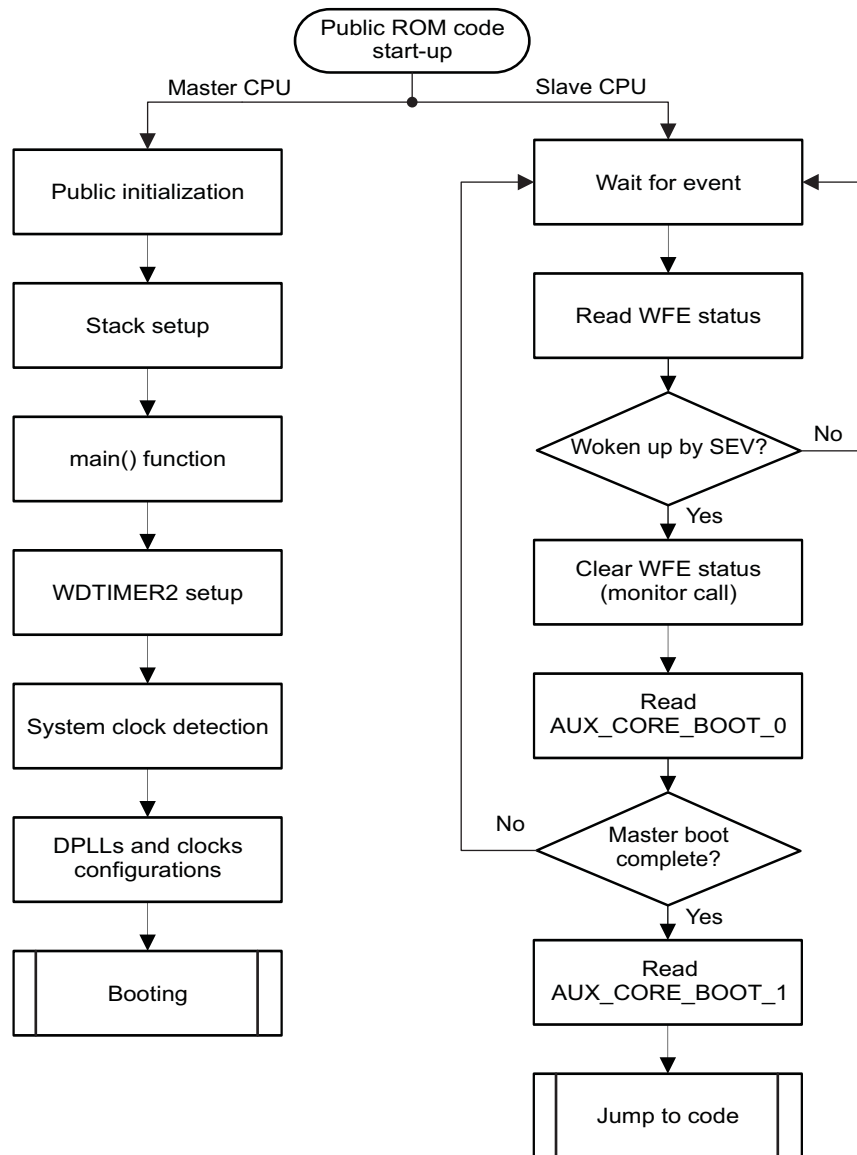 Public ROM code
start-up
Master CPU
Slave CPU
Public initialization
Stack setup
main() function
WDTIMER2 setup
System clock detection
DPLLs and clocks
configurations
Booting
Wait for event
Read WFE status
Woken up by SEV?
No
Yes
Clear WFE status
(monitor call)
Read
AUX_CORE_BOOT_0
No
Master boot
complete?
Yes
Read
AUX_CORE_BOOT_1
Jump to code